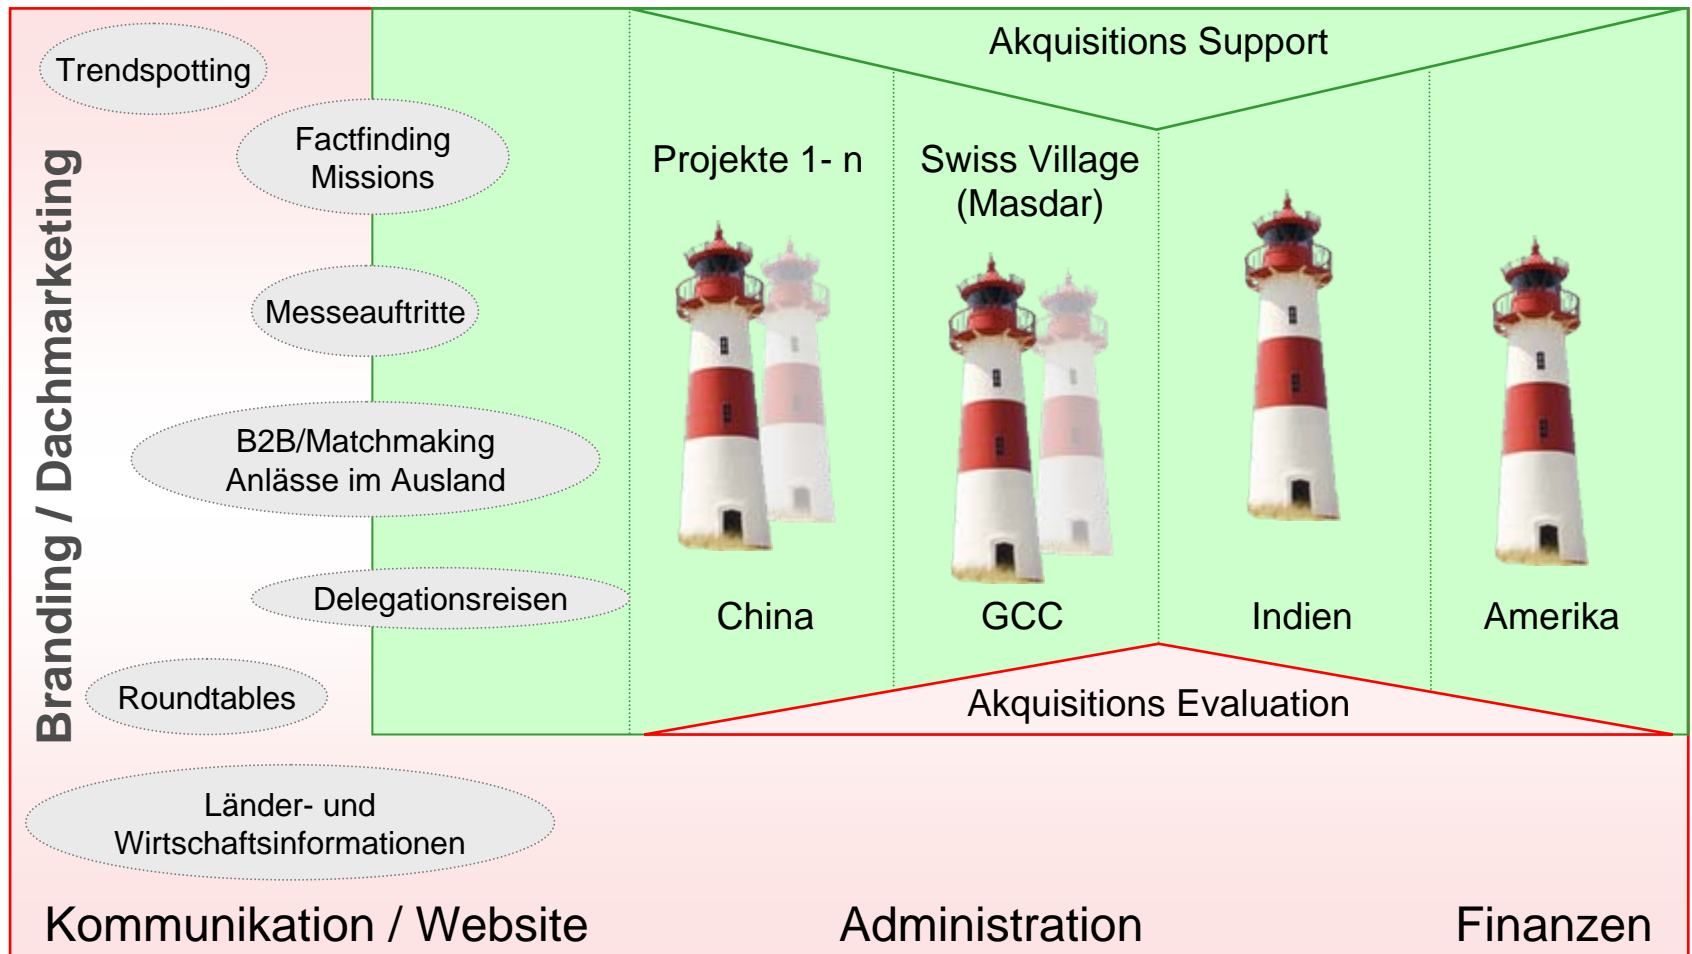 Branding / Dachmarketing
Trendspotting
Factfinding
Missions
Messeauftritte
B2B/Matchmaking
Anlässe im Ausland
Delegationsreisen
Roundtables
Länder- und
Wirtschaftsinformationen
Akquisitions Support
Projekte 1- n
Swiss Village
(Masdar)
China
GCC
Indien
Amerika
Akquisitions Evaluation
Kommunikation / Website
Administration
Finanzen